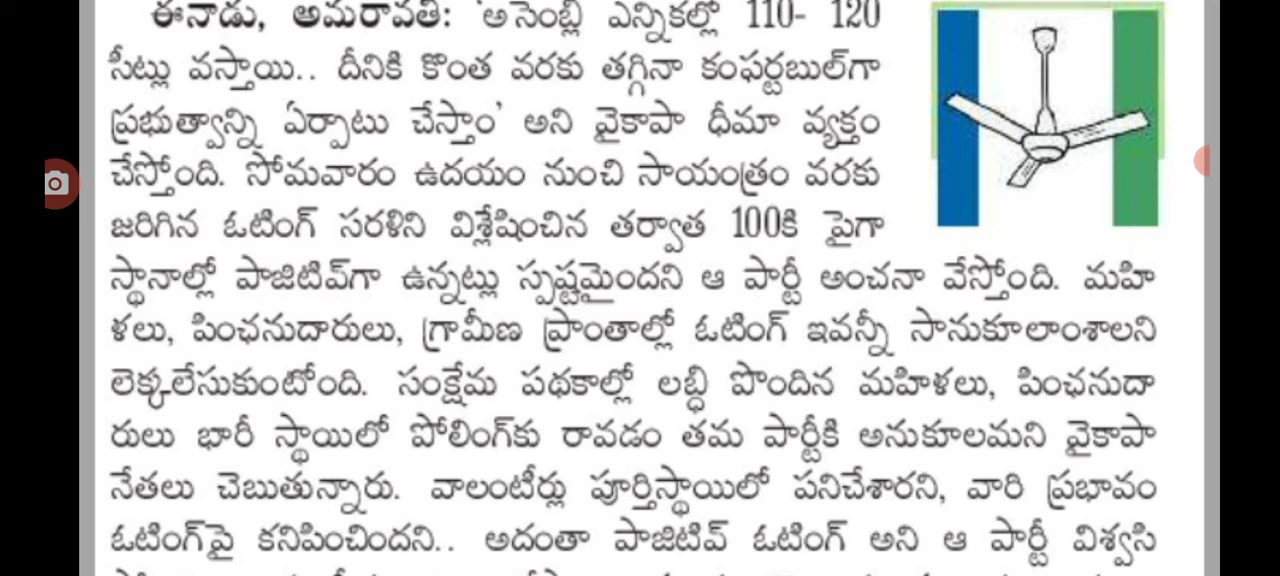 ఈనాడు, అమరావతి: 'అసెంబ్లీ ఎన్నికల్లో 110- 120
సీట్లు వస్తాయి.. దీనికి కొంత వరకు తగ్గినా కంఫర్టబుల్‌గా
ప్రభుత్వాన్ని ఏర్పాటు చేస్తాం' అని వైకాపా ధీమా వ్యక్తం
చేస్తోంది. సోమవారం ఉదయం నుంచి సాయంత్రం వరకు
జరిగిన ఓటింగ్ సరళిని విశ్లేషించిన తర్వాత 100కి పైగా
స్థానాల్లో పాజిటివ్‌గా ఉన్నట్లు స్పష్టమైందని ఆ పార్టీ అంచనా వేస్తోంది. మహి
ళలు, పింఛనుదారులు, గ్రామీణ ప్రాంతాల్లో ఓటింగ్ ఇవన్నీ సానుకూలాంశాలని
లెక్కలేసుకుంటోంది. సంక్షేమ పథకాల్లో లబ్ధి పొందిన మహిళలు, పింఛనుదా
రులు భారీ స్థాయిలో పోలింగ్‌కు రావడం తమ పార్టీకి అనుకూలమని వైకాపా
నేతలు చెబుతున్నారు. వాలంటీర్లు పూర్తిస్థాయిలో పనిచేశారని, వారి ప్రభావం
ఓటింగ్‌పై కనిపించిందని.. అదంతా పాజిటివ్ ఓటింగ్ అని ఆ పార్టీ విశ్వసి